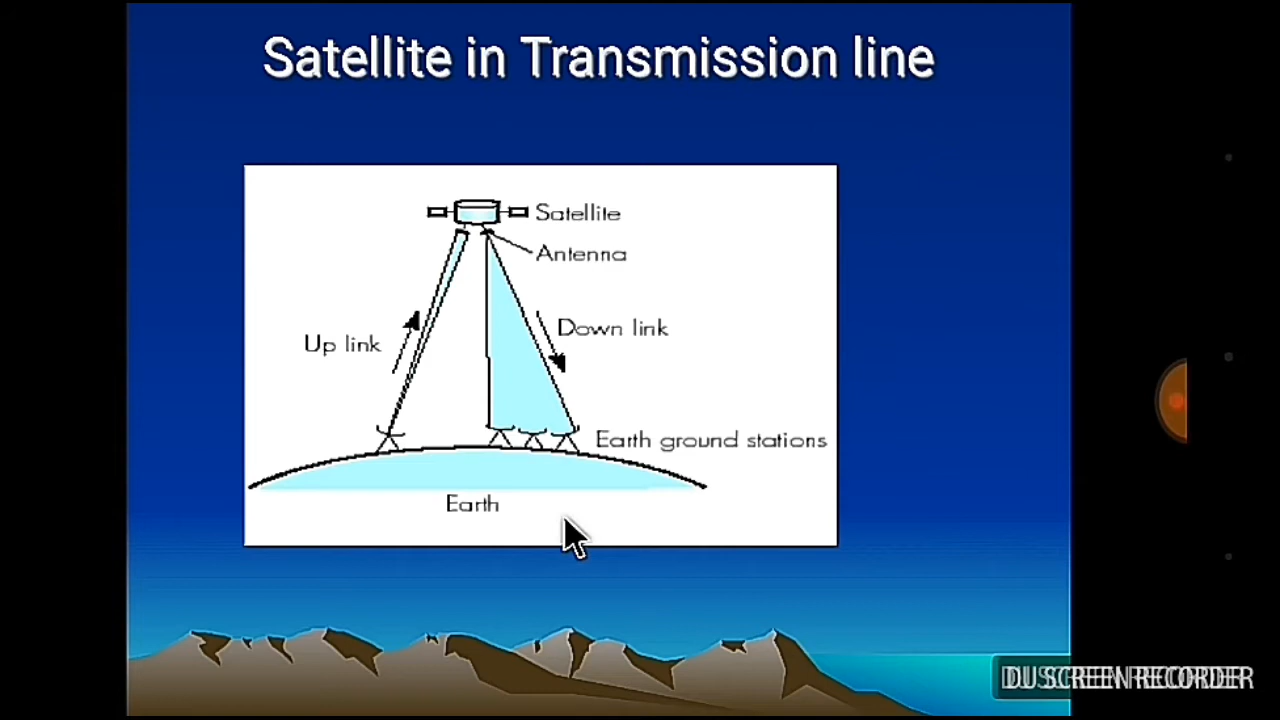 Satellite in Transmission line
Satellite
Antenna
Down link
Up link
Earth ground stations
Earth
DU SCREEN RECORDER